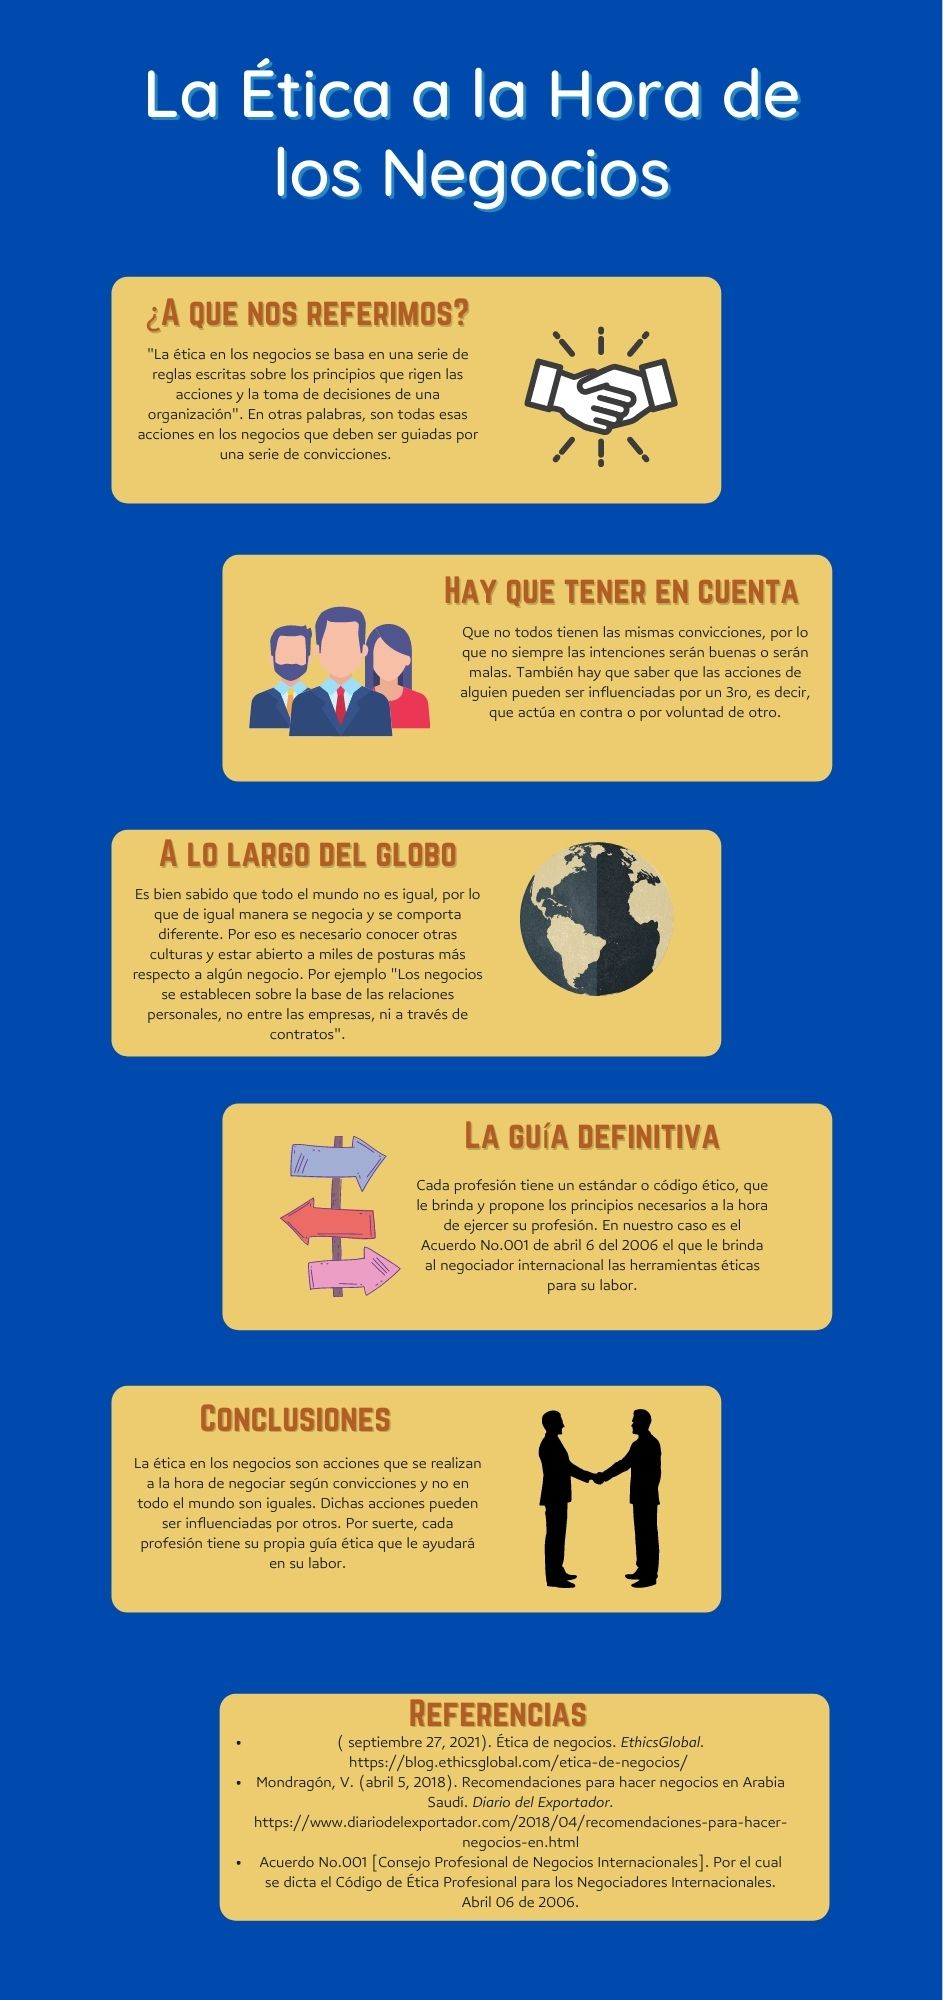 La Ética a la Hora de
los Negocios
¿A que nos referimos?
"La ética en los negocios se basa en una serie de
reglas escritas sobre los principios que rigen las
acciones y la toma de decisiones de una
organización". En otras palabras, son todas esas
acciones en los negocios que deben ser guiadas por
una serie de convicciones.
Hay que tener en cuenta
Que no todos tienen las mismas convicciones, por lo
que no siempre las intenciones serán buenas o serán
malas. También hay que saber que las acciones de
alguien pueden ser influenciadas por un 3ro, es decir,
que actúa en contra o por voluntad de otro.
A lo largo del globo
Es bien sabido que todo el mundo no es igual, por lo
que de igual manera se negocia y se comporta
diferente. Por eso es necesario conocer otras
culturas y estar abierto a miles de posturas más
respecto a algún negocio. Por ejemplo "Los negocios
se establecen sobre la base de las relaciones
personales, no entre las empresas, ni a través de
contratos".
La guía definitiva
Cada profesión tiene un estándar o código ético, que
le brinda y propone los principios necesarios a la hora
de ejercer su profesión. En nuestro caso es el
Acuerdo No.001 de abril 6 del 2006 el que le brinda
al negociador internacional las herramientas éticas
para su labor.
Conclusiones
La ética en los negocios son acciones que se realizan
a la hora de negociar según convicciones y no en
todo el mundo son iguales. Dichas acciones pueden
ser influenciadas por otros. Por suerte, cada
profesión tiene su propia guía ética que le ayudará
en su labor.
Referencias
• ( septiembre 27, 2021). Ética de negocios. EthicsGlobal.
https://blog.ethicsglobal.com/etica-de-negocios/
• Mondragón, V. (abril 5, 2018). Recomendaciones para hacer negocios en Arabia
Saudí. Diario del Exportador.
https://www.diariodelexportador.com/2018/04/recomendaciones-para-hacer-
negocios-en.html
• Acuerdo No.001 [Consejo Profesional de Negocios Internacionales]. Por el cual
se dicta el Código de Ética Profesional para los Negociadores Internacionales.
Abril 06 de 2006.